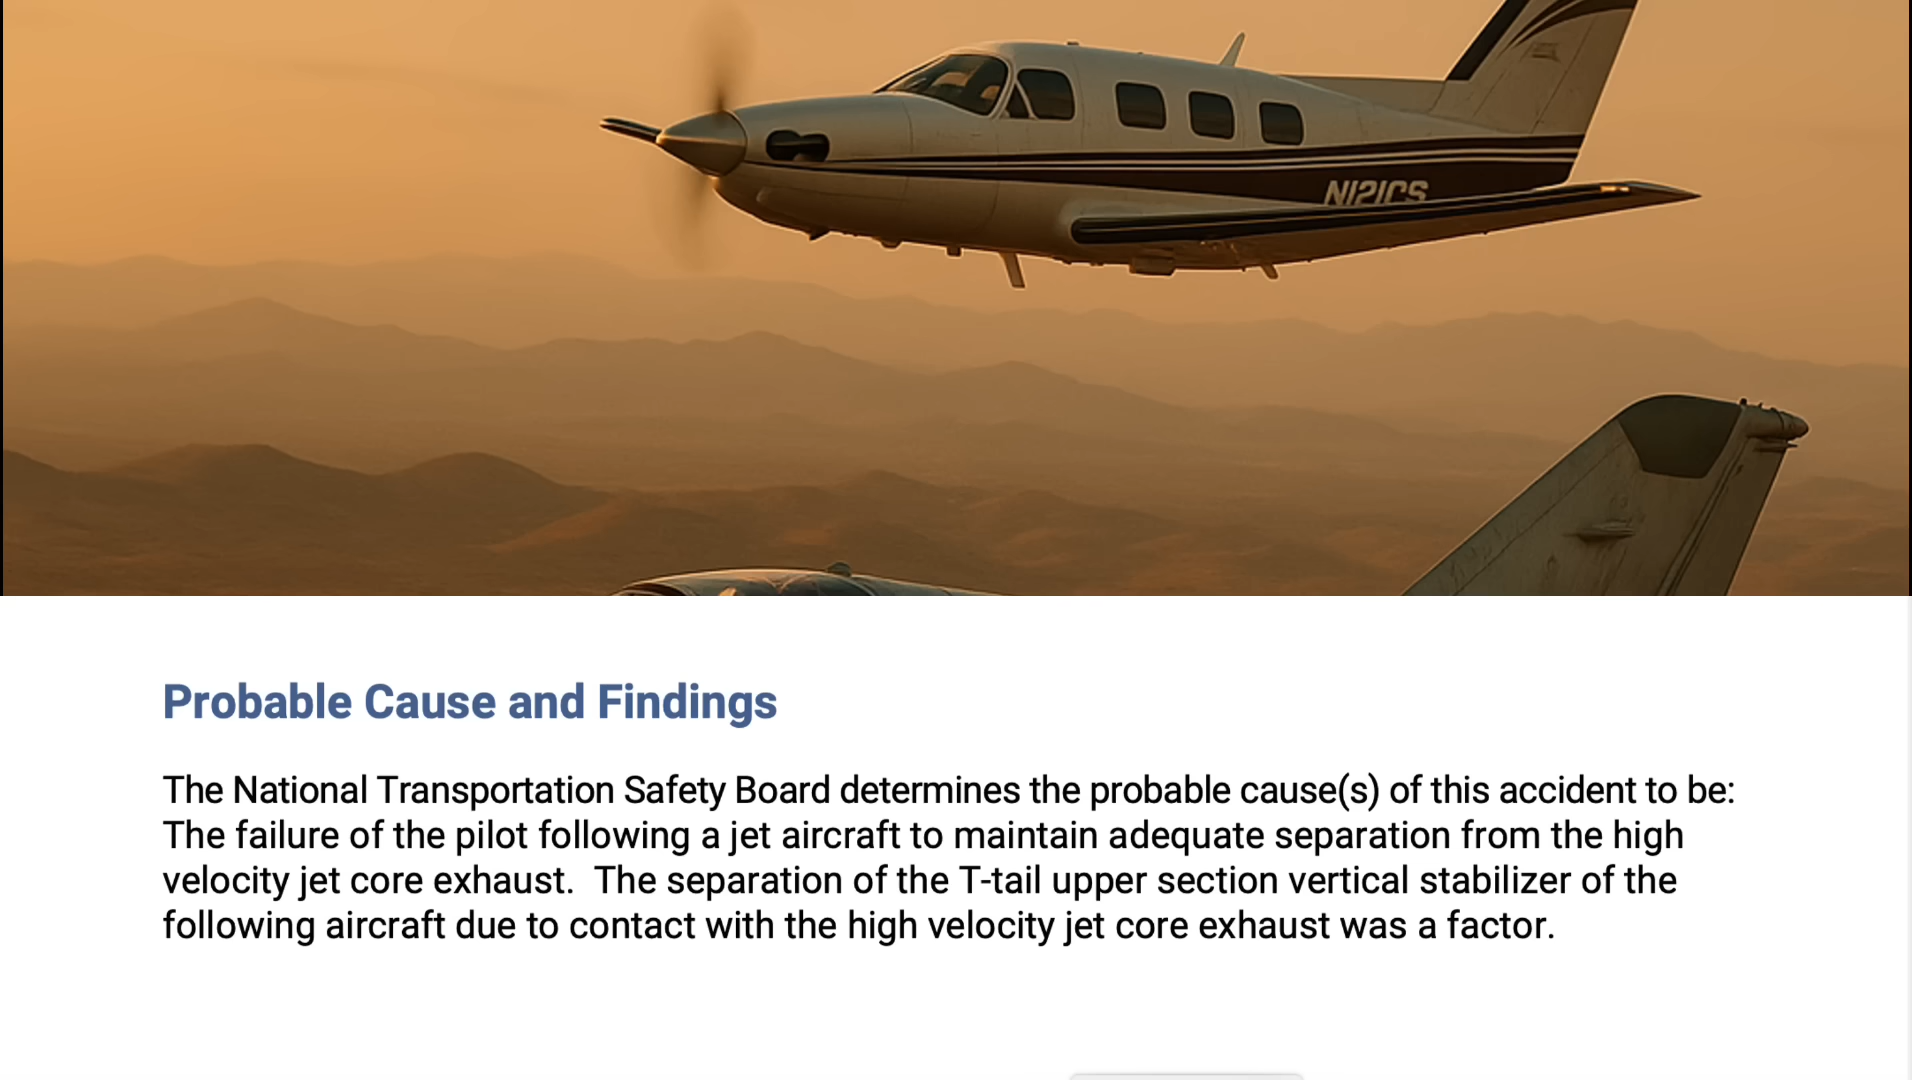 N121CS
Probable Cause and Findings
The National Transportation Safety Board determines the probable cause(s) of this accident to be:
The failure of the pilot following a jet aircraft to maintain adequate separation from the high
velocity jet core exhaust.  The separation of the T-tail upper section vertical stabilizer of the
following aircraft due to contact with the high velocity jet core exhaust was a factor.